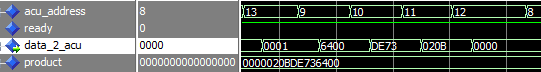 acu_address 8 13 9 10 11 12 8
ready 0
data_2_acu 0000 0001 6400 DE73 020B 0000
product 0000000000000000 0000020BDE736400